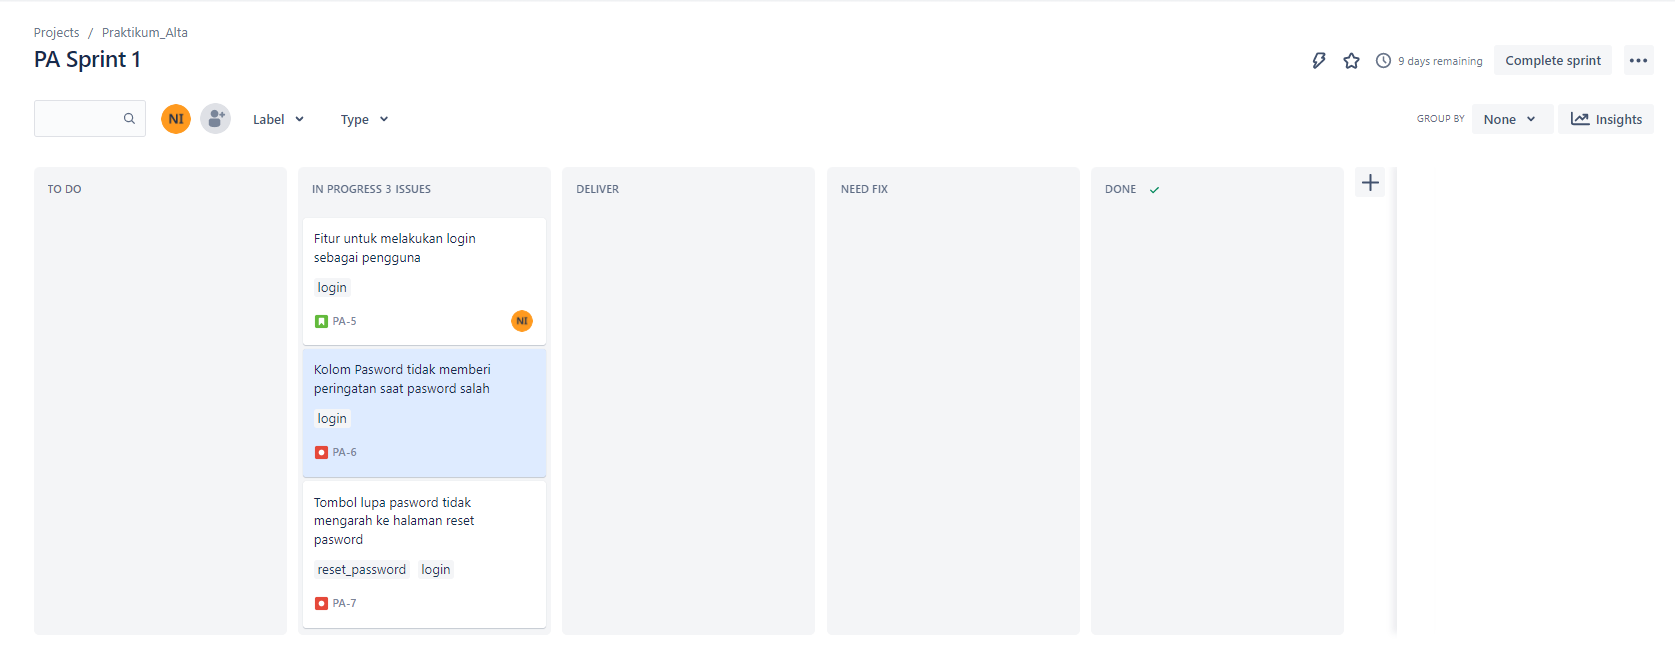 Projects / Praktikum_Alta
PA Sprint 1
9 days remaining
Complete sprint
NI
Label
Type
GROUP BY
None
Insights
TO DO
IN PROGRESS 3 ISSUES
DELIVER
NEED FIX
DONE
Fitur untuk melakukan login
sebagai pengguna
login
PA-5
NI
Kolom Pasword tidak memberi
peringatan saat pasword salah
login
PA-6
Tombol lupa pasword tidak
mengarah ke halaman reset
pasword
reset_password login
PA-7